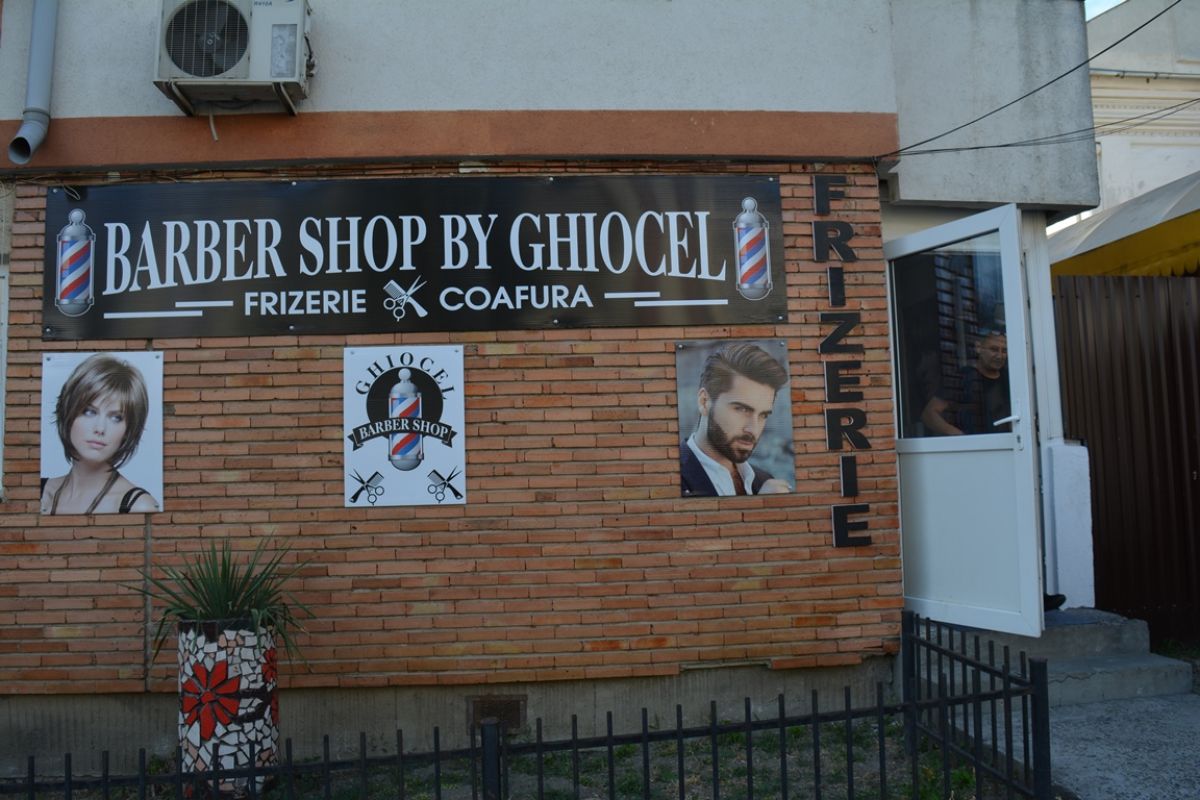 BARBER SHOP BY GHIOCEL
FRIZERIE COAFURA
GHIOCEL
BARBER SHOP
FRIZERIE